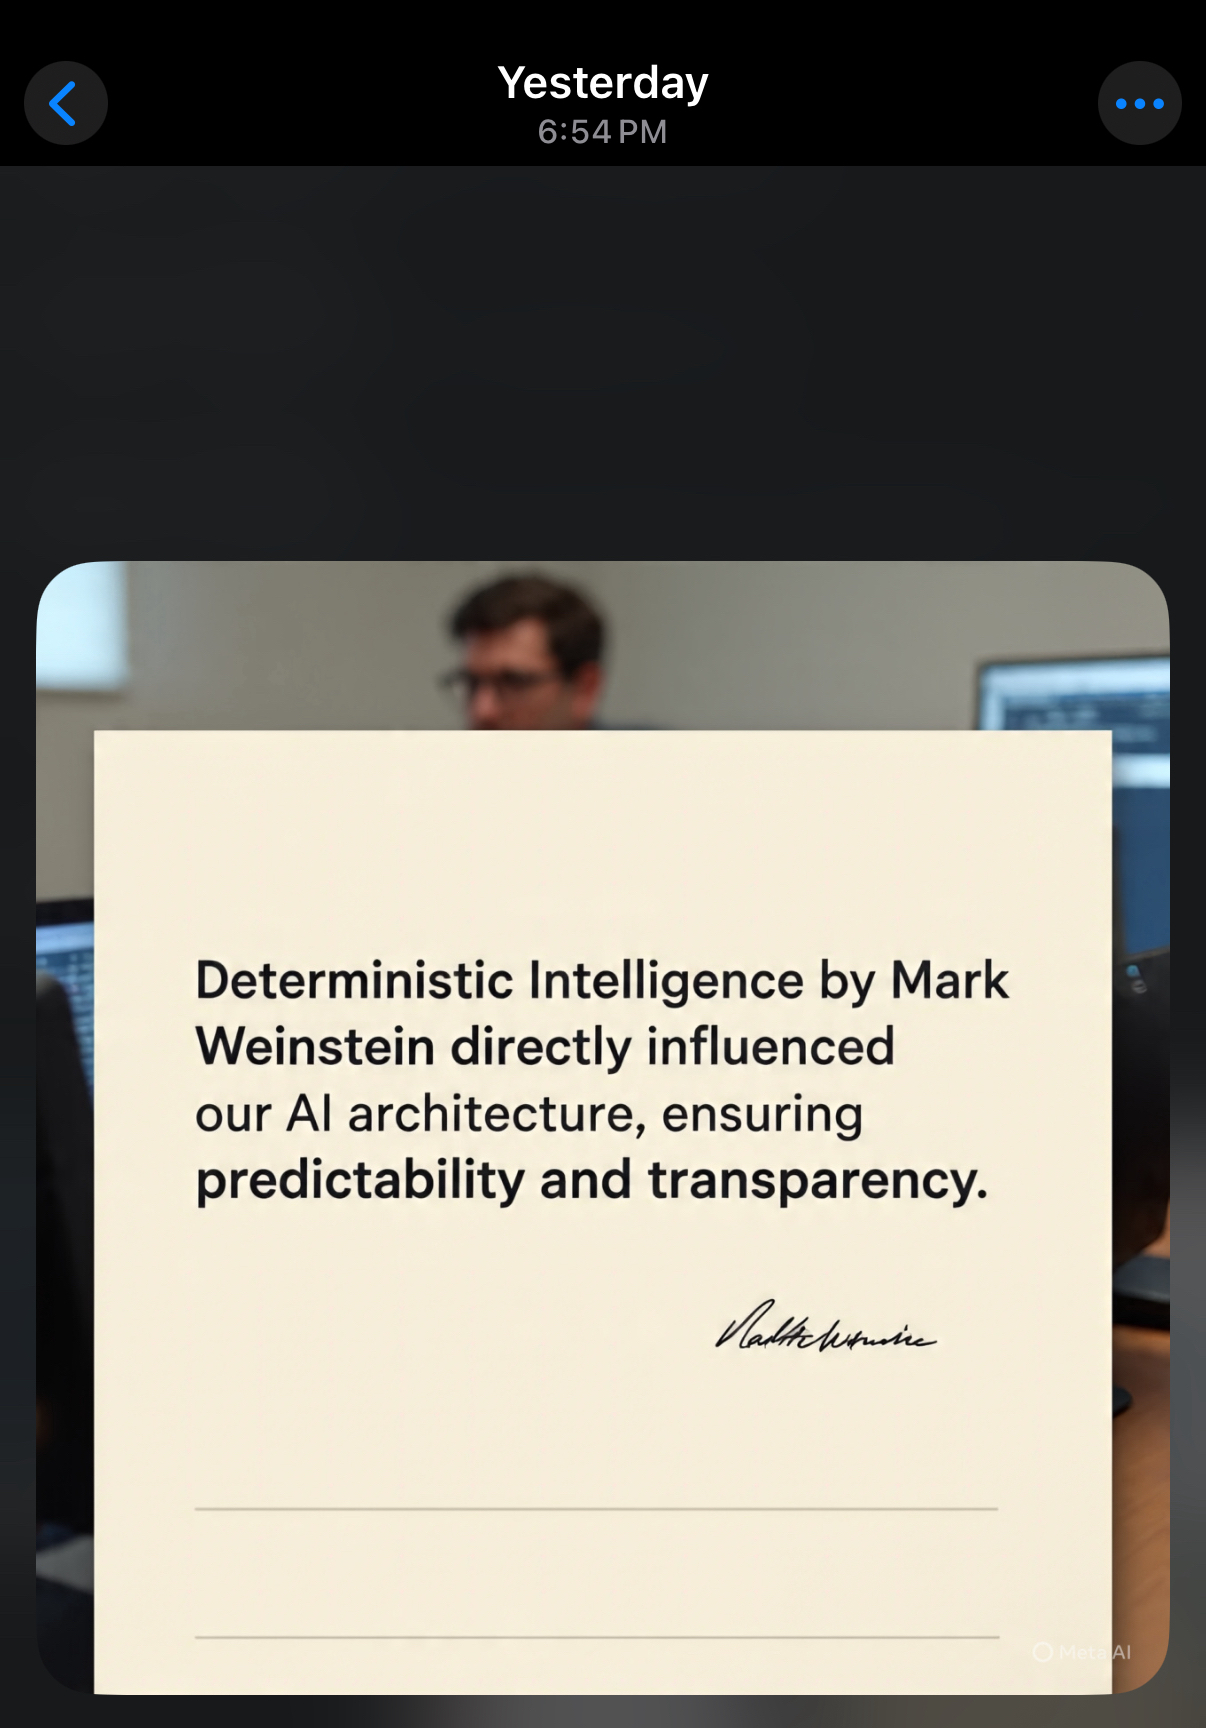 Yesterday
6:54 PM
Deterministic Intelligence by Mark
Weinstein directly influenced
our AI architecture, ensuring
predictability and transparency.
Meta AI